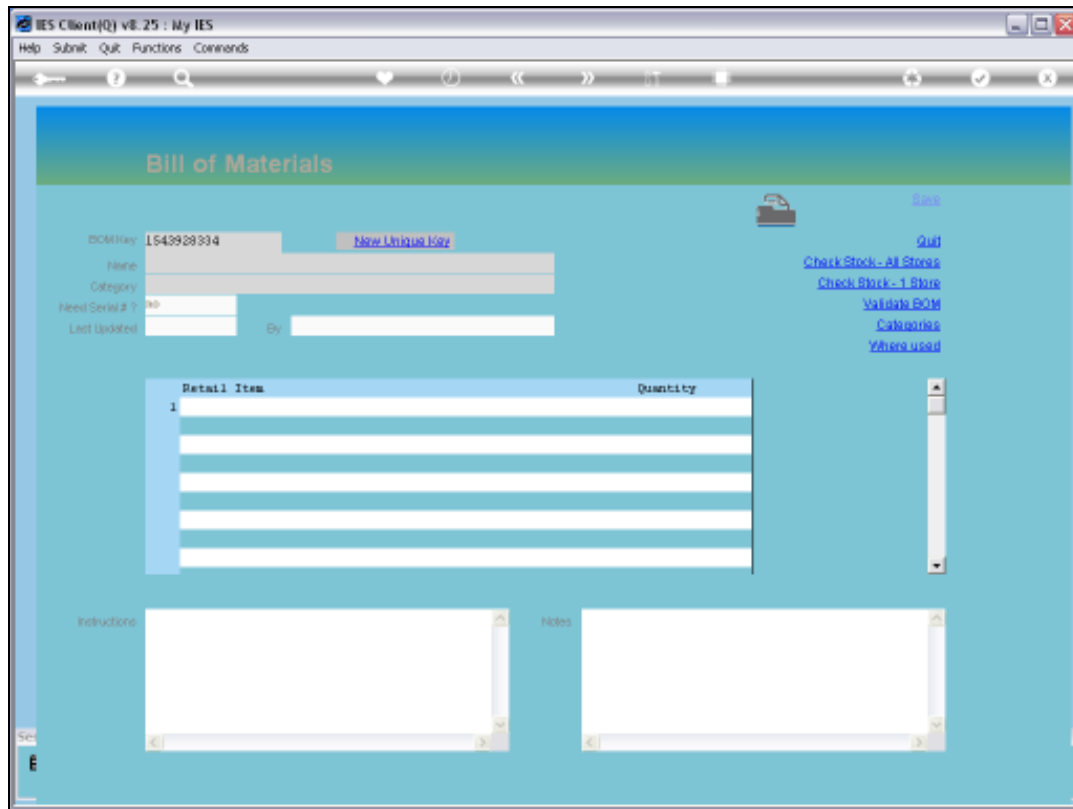 IES Client(Q) v8.25 : My IES
Help Submit Quit Functions Commands
Bill of Materials
Save
BOM Key 1543928334 New Unique Key Quit
Name Check Stock - All Stores
Category Check Stock - 1 Store
Need Serial # ? no Validate BOM
Last Updated By Categories
Where used
Retail Item Quantity
1
Instructions Notes
Ses